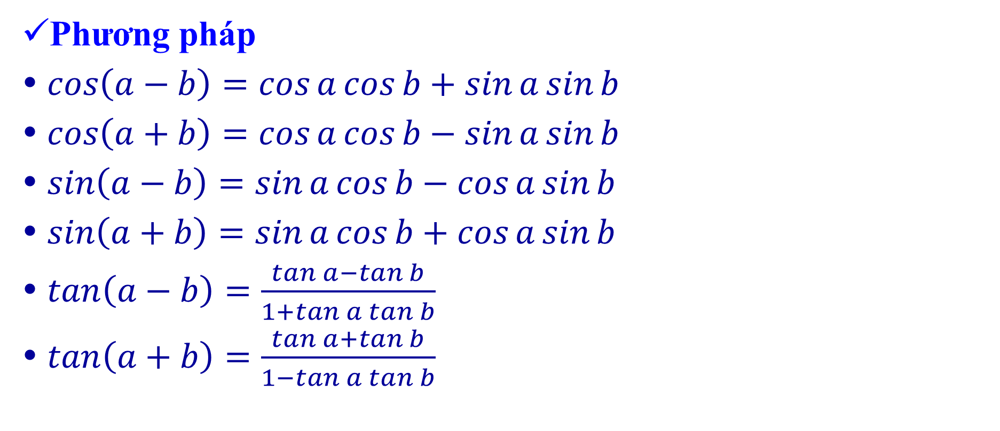 ✓Phương pháp
• cos(a − b) = cos a cos b + sin a sin b
• cos(a + b) = cos a cos b − sin a sin b
• sin(a − b) = sin a cos b − cos a sin b
• sin(a + b) = sin a cos b + cos a sin b
• tan(a − b) = \frac{tan a−tan b}{1+tan a tan b}
• tan(a + b) = \frac{tan a+tan b}{1−tan a tan b}